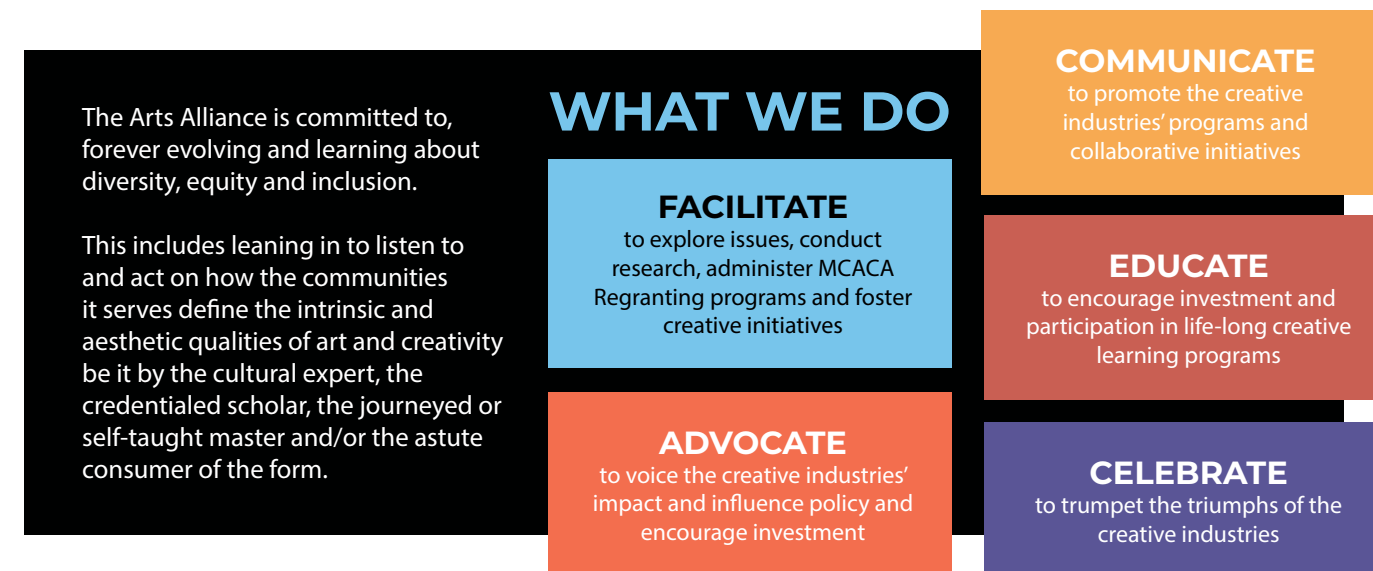 The Arts Alliance is committed to,
forever evolving and learning about
diversity, equity and inclusion.
This includes leaning in to listen to
and act on how the communities
it serves define the intrinsic and
aesthetic qualities of art and creativity
be it by the cultural expert, the
credentialed scholar, the journeyed or
self-taught master and/or the astute
consumer of the form.
WHAT WE DO
FACILITATE
to explore issues, conduct
research, administer MCACA
Regranting programs and foster
creative initiatives
ADVOCATE
to voice the creative industries’
impact and influence policy and
encourage investment
COMMUNICATE
to promote the creative
industries’ programs and
collaborative initiatives
EDUCATE
to encourage investment and
participation in life-long creative
learning programs
CELEBRATE
to trumpet the triumphs of the
creative industries